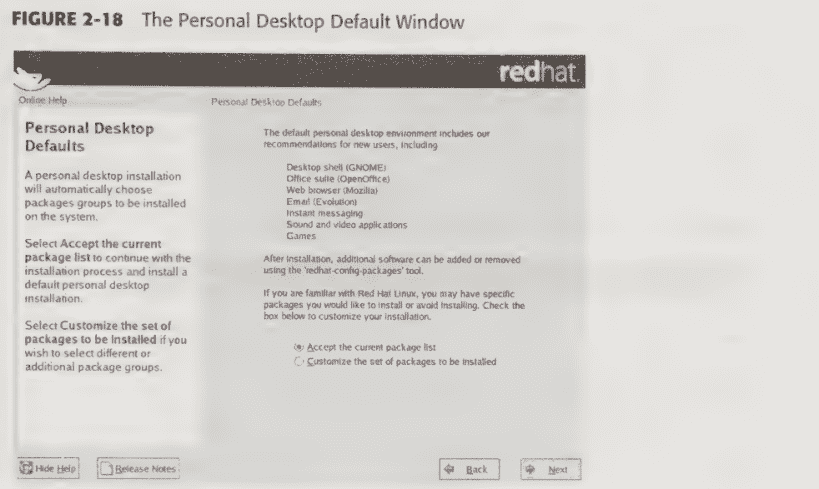 FIGURE 2-18 The Personal Desktop Default Window
redhat.
Online Help
Personal Desktop Defaults
Personal Desktop
Defaults
A personal desktop installation
will automatically choose
packages groups to be installed
on the system.
Select Accept the current
package list to continue with the
installation process and install a
default personal desktop
installation.
Select Customize the set of
packages to be installed if you
wish to select different or
additional package groups.
The default personal desktop environment includes our
recommendations for new users, including
Desktop shell (GNOME)
Office suite (OpenOffice)
Web browser (Mozilla)
Email (Evolution)
Instant messaging
Sound and video applications
Games
After installation, additional software can be added or removed
using the 'redhat-config-packages' tool.
If you are familiar with Red Hat Linux, you may have specific
packages you would like to install or avoid installing. Check the
box below to customize your installation.
Accept the current package list
Customize the set of packages to be installed
Hide Help
Release Notes
Back
Next